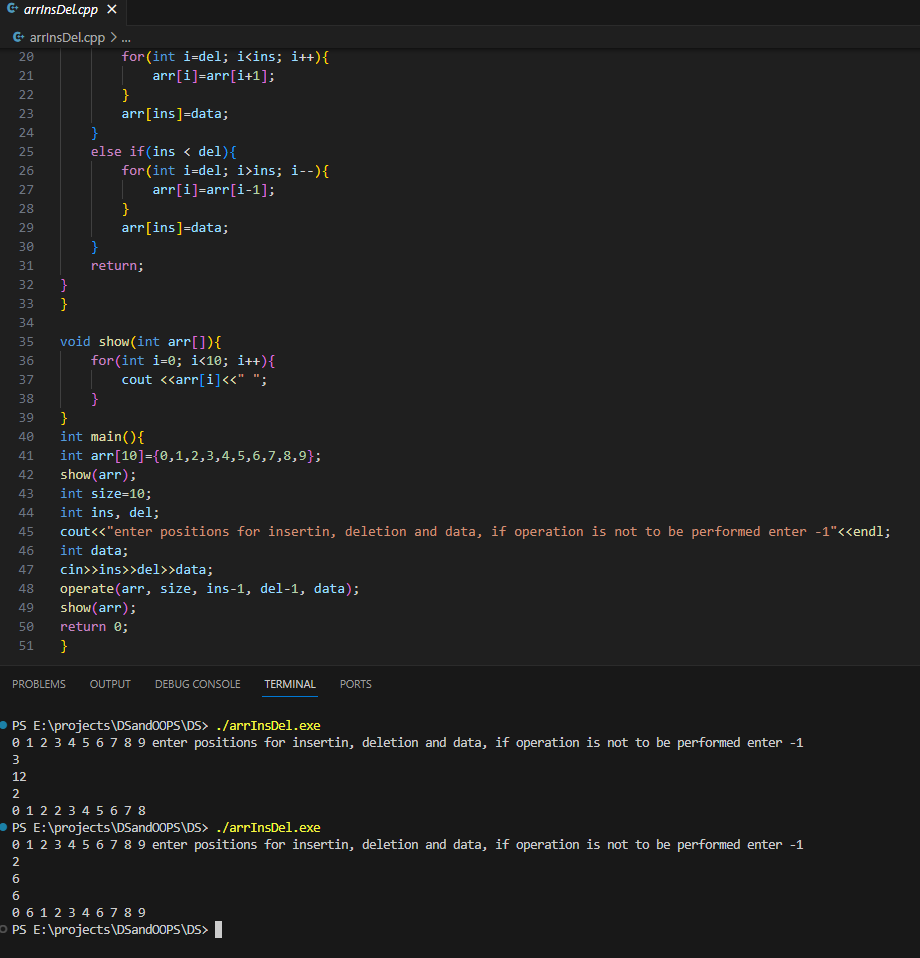 arrInsDel.cpp ×
arrInsDel.cpp > ...
20 for(int i=del; i<ins; i++){
21 arr[i]=arr[i+1];
22 }
23 arr[ins]=data;
24 }
25 else if(ins < del){
26 for(int i=del; i>ins; i--){
27 arr[i]=arr[i-1];
28 }
29 arr[ins]=data;
30 }
31 return;
32 }
33 }
34
35 void show(int arr[]){
36 for(int i=0; i<10; i++){
37 cout <<arr[i]<<" ";
38 }
39 }
40 int main(){
41 int arr[10]={0,1,2,3,4,5,6,7,8,9};
42 show(arr);
43 int size=10;
44 int ins, del;
45 cout<<"enter positions for insertin, deletion and data, if operation is not to be performed enter -1"<<endl;
46 int data;
47 cin>>ins>>del>>data;
48 operate(arr, size, ins-1, del-1, data);
49 show(arr);
50 return 0;
51 }
PROBLEMS OUTPUT DEBUG CONSOLE TERMINAL PORTS
PS E:\projects\DSandOOPS\DS> ./arrInsDel.exe
0 1 2 3 4 5 6 7 8 9 enter positions for insertin, deletion and data, if operation is not to be performed enter -1
3
12
2
0 1 2 2 3 4 5 6 7 8
PS E:\projects\DSandOOPS\DS> ./arrInsDel.exe
0 1 2 3 4 5 6 7 8 9 enter positions for insertin, deletion and data, if operation is not to be performed enter -1
2
6
6
0 6 1 2 3 4 6 7 8 9
PS E:\projects\DSandOOPS\DS>